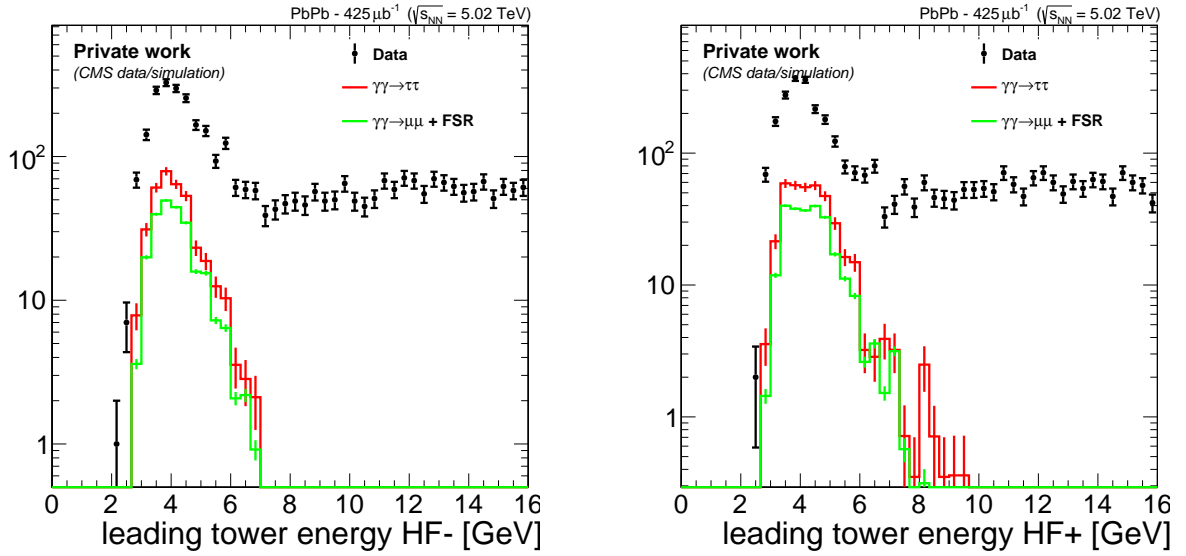 PbPb - 425 μb⁻¹ (√s_NN = 5.02 TeV)
Private work
(CMS data/simulation)
Data
γγ→ττ
γγ→μμ + FSR
10²
10
1
0 2 4 6 8 10 12 14 16
leading tower energy HF- [GeV]
PbPb - 425 μb⁻¹ (√s_NN = 5.02 TeV)
Private work
(CMS data/simulation)
Data
γγ→ττ
γγ→μμ + FSR
10²
10
1
0 2 4 6 8 10 12 14 16
leading tower energy HF+ [GeV]